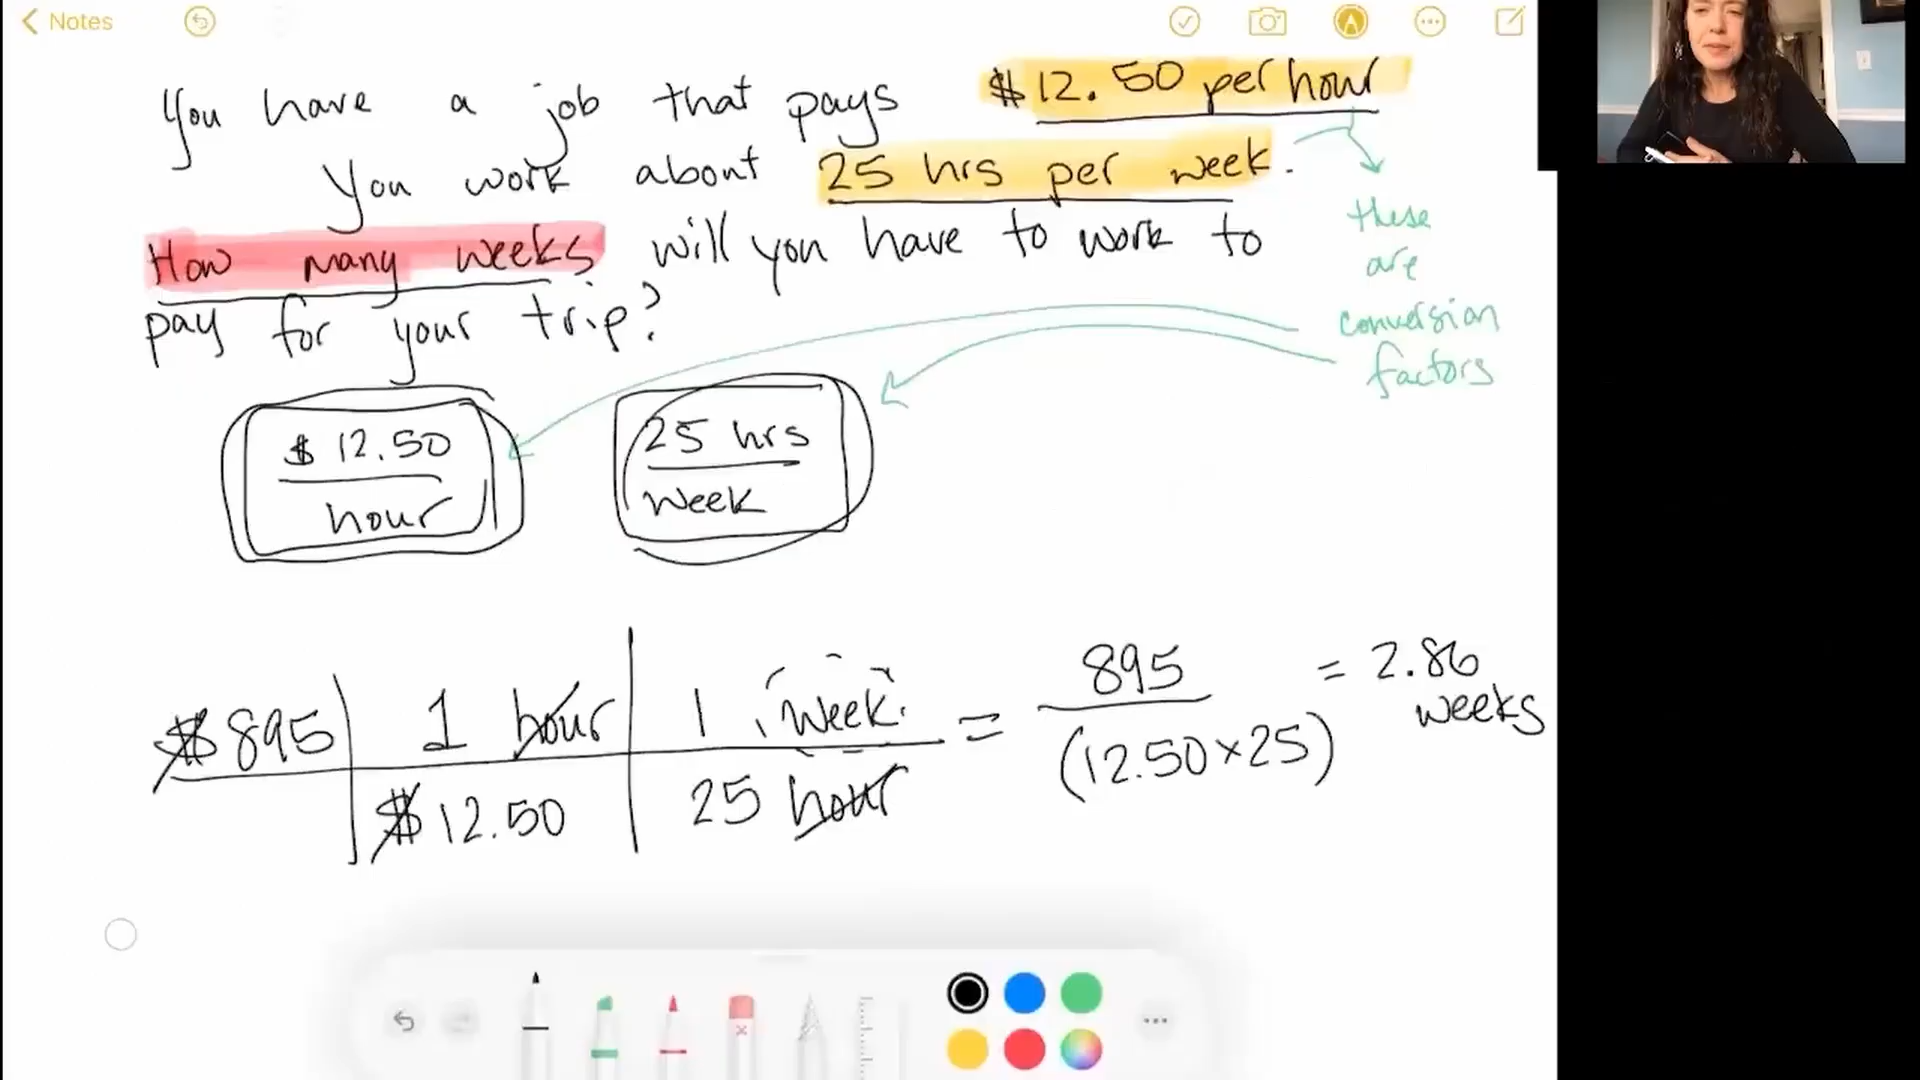 Notes
You have a job that pays $12.50 per hour
You work about 25 hrs per week.
How many weeks will you have to work to
pay for your trip?
these
are
conversion
factors
$12.50
hour
25 hrs
week
$895 1 hour 1 week = 895 = 2.86
weeks
$12.50 25 hour (12.50×25)